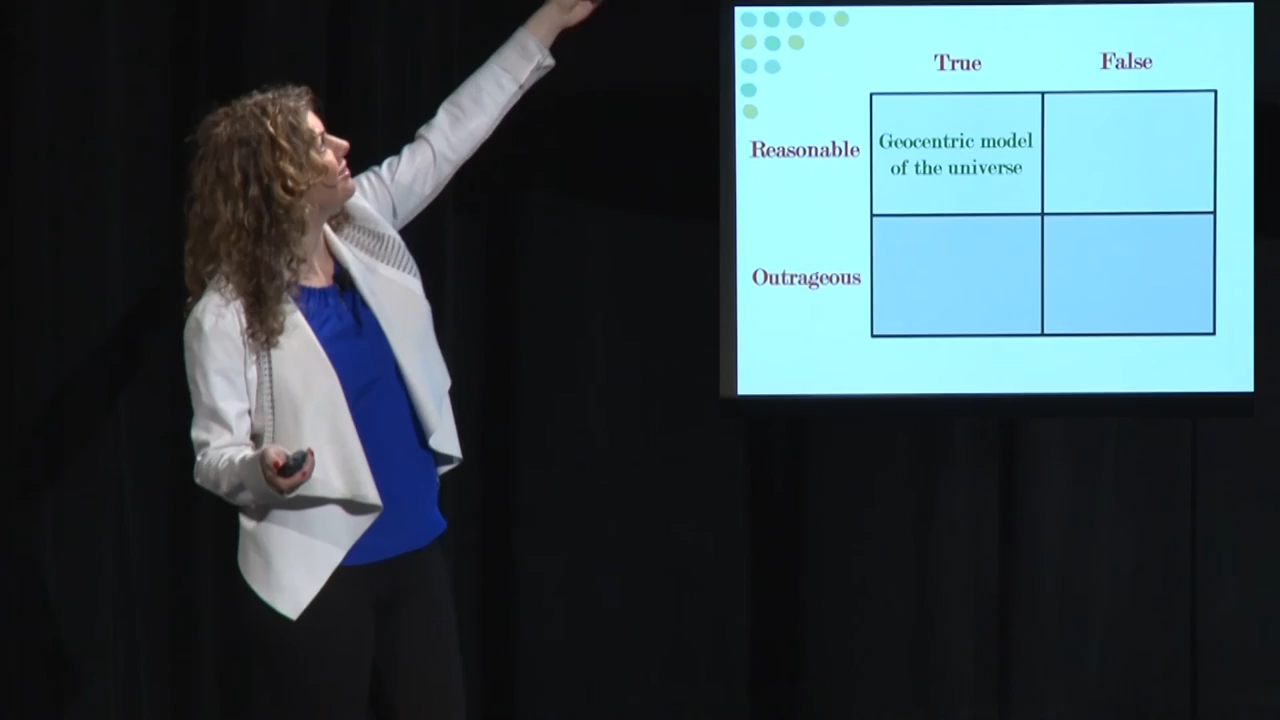 True False
Reasonable
Geocentric model
of the universe
Outrageous